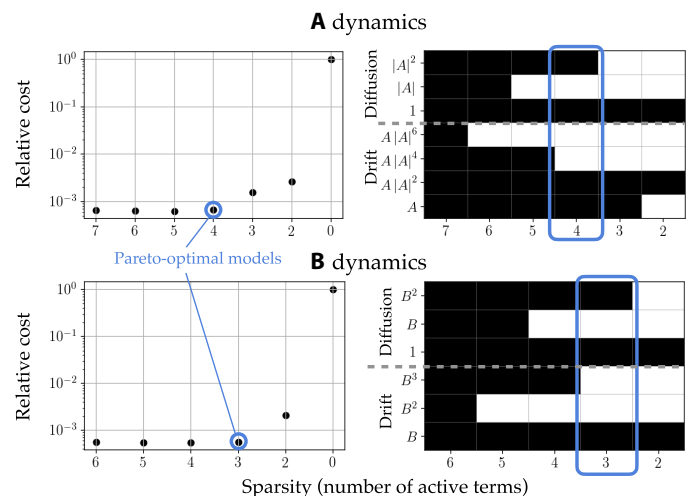 A dynamics
Relative cost
10⁰
10⁻¹
10⁻²
10⁻³
7 6 5 4 3 2 0
Diffusion
Drift
|A|²
|A|
1
A|A|⁶
A|A|⁴
A|A|²
A
7 6 5 4 3 2
Pareto-optimal models
B dynamics
Relative cost
10⁰
10⁻¹
10⁻²
10⁻³
6 5 4 3 2 0
Diffusion
Drift
B²
B
1
B³
B²
B
6 5 4 3 2
Sparsity (number of active terms)